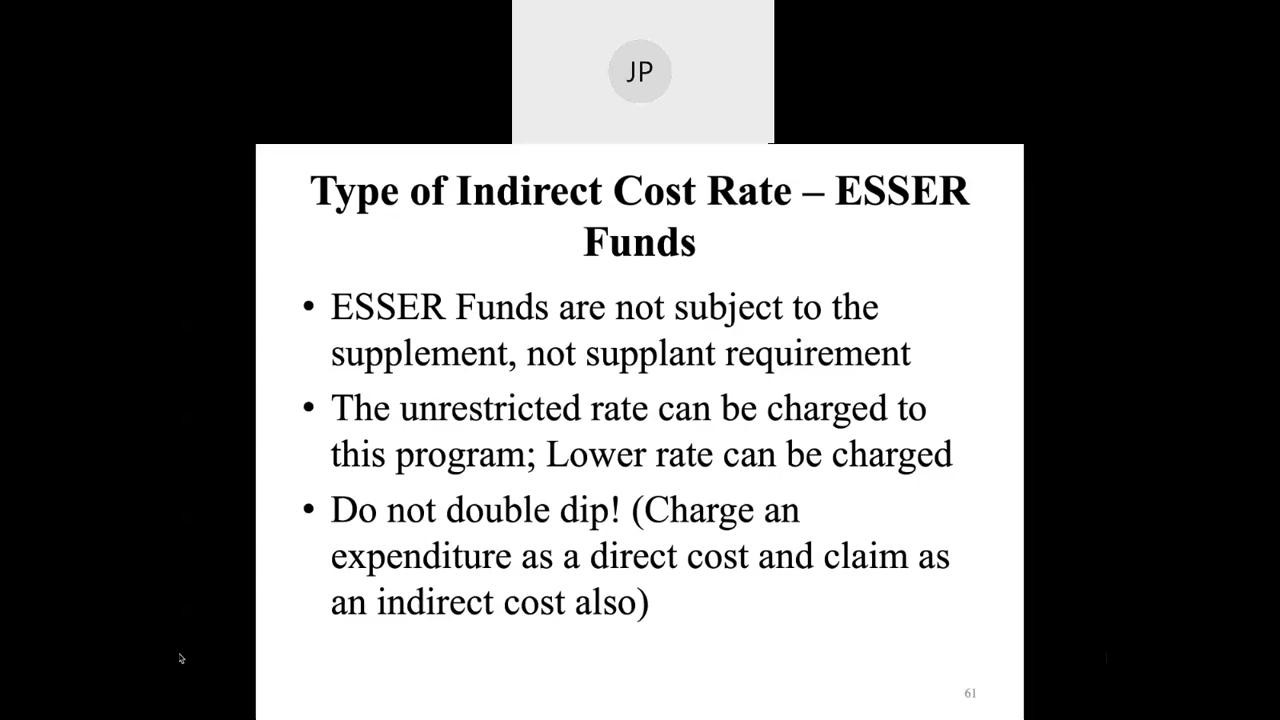 JP
Type of Indirect Cost Rate – ESSER
Funds
• ESSER Funds are not subject to the
supplement, not supplant requirement
• The unrestricted rate can be charged to
this program; Lower rate can be charged
• Do not double dip! (Charge an
expenditure as a direct cost and claim as
an indirect cost also)
61